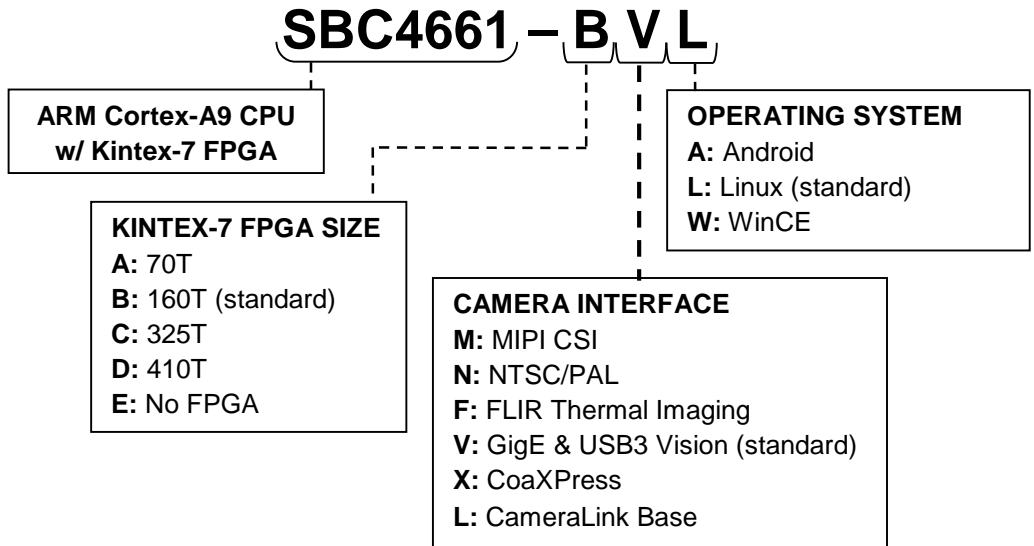 SBC4661 – B V L
ARM Cortex-A9 CPU
w/ Kintex-7 FPGA
OPERATING SYSTEM
A: Android
L: Linux (standard)
W: WinCE
KINTEX-7 FPGA SIZE
A: 70T
B: 160T (standard)
C: 325T
D: 410T
E: No FPGA
CAMERA INTERFACE
M: MIPI CSI
N: NTSC/PAL
F: FLIR Thermal Imaging
V: GigE & USB3 Vision (standard)
X: CoaXPress
L: CameraLink Base